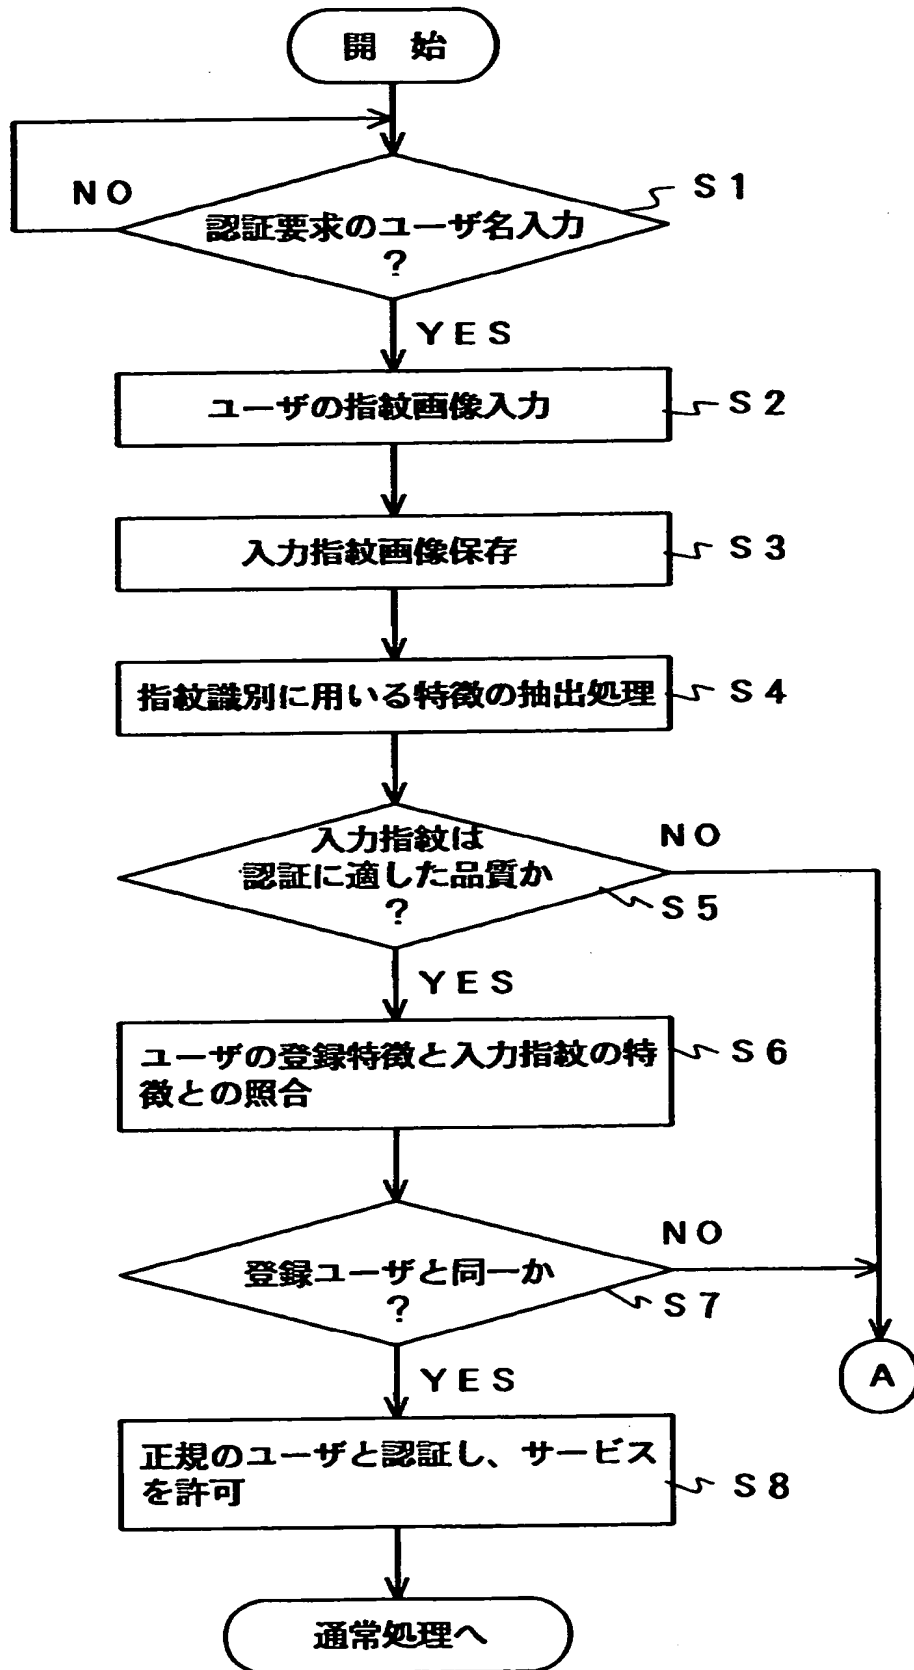 開 始
NO
S1
認証要求のユーザ名入力
?
YES
ユーザの指紋画像入力
S2
入力指紋画像保存
S3
指紋識別に用いる特徴の抽出処理
S4
入力指紋は
NO
認証に適した品質か
?
S5
YES
ユーザの登録特徴と入力指紋の特
徴との照合
S6
NO
登録ユーザと同一か
?
S7
A
YES
正規のユーザと認証し、サービス
を許可
S8
通常処理へ